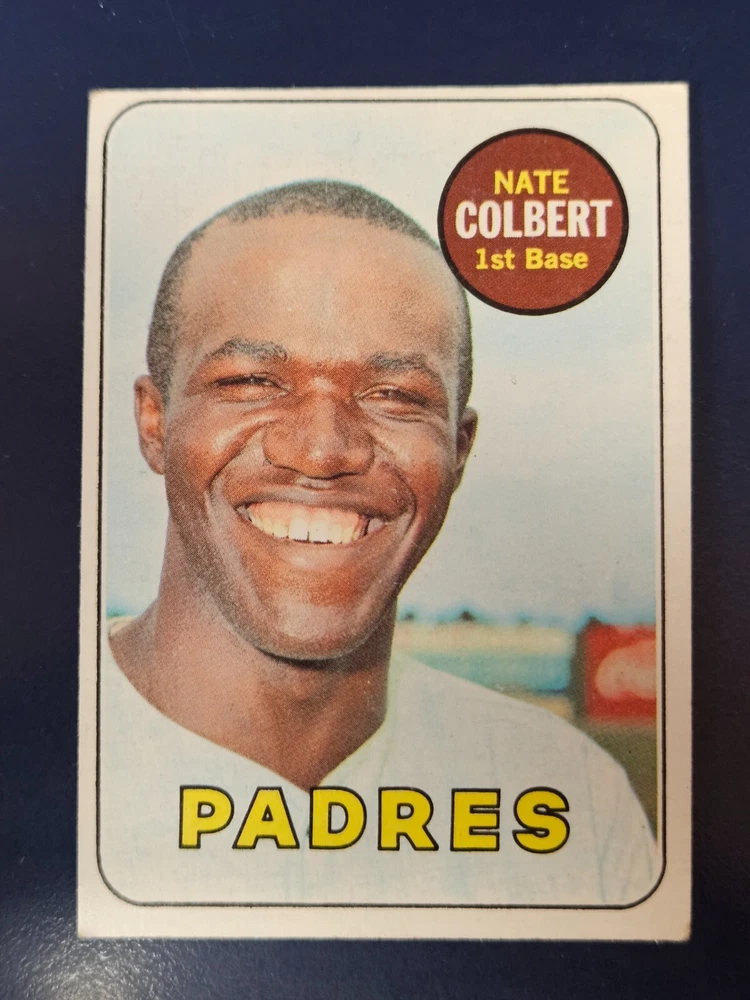 NATE
COLBERT
1st Base
PADRES